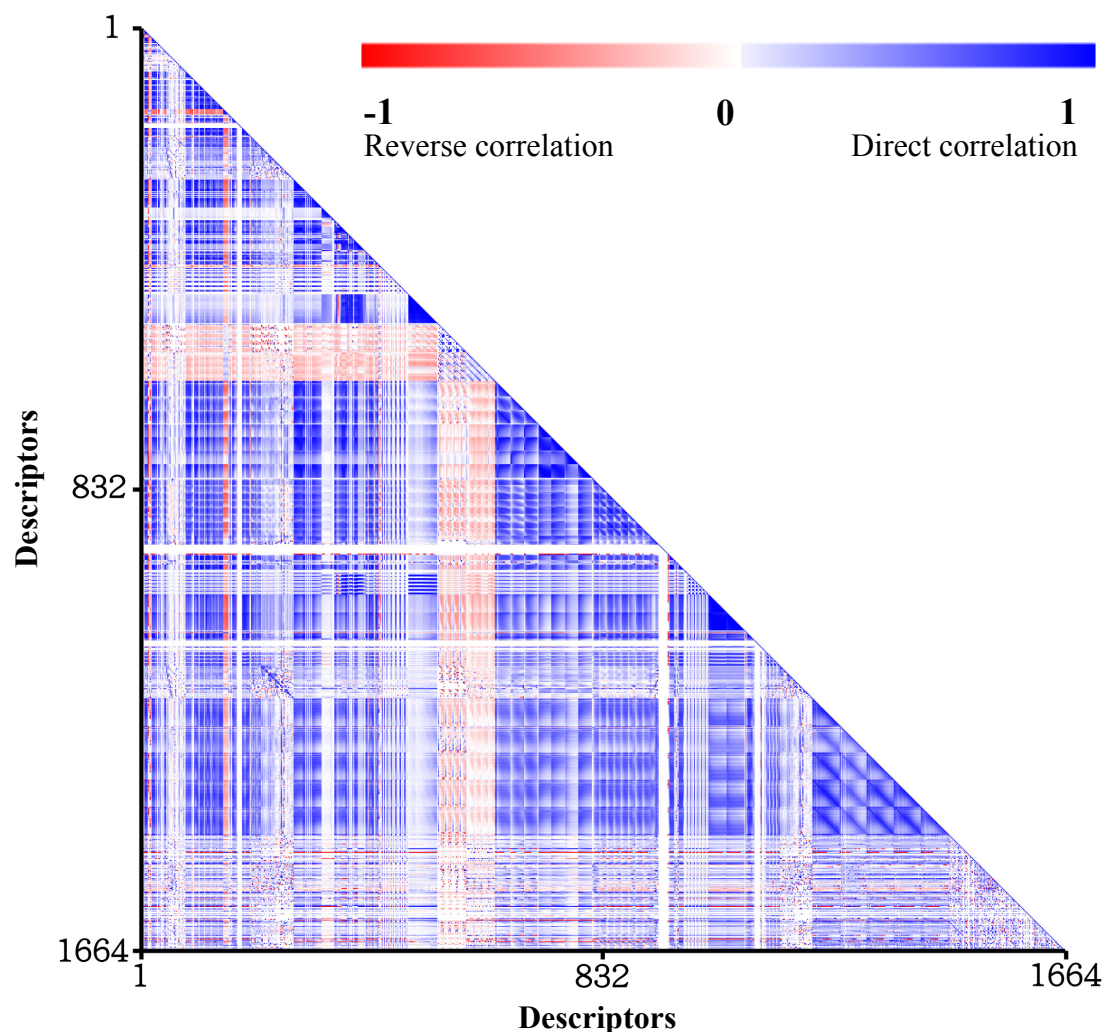 1
-1 0 1
Reverse correlation Direct correlation
Descriptors
832
1664
1 832 1664
Descriptors